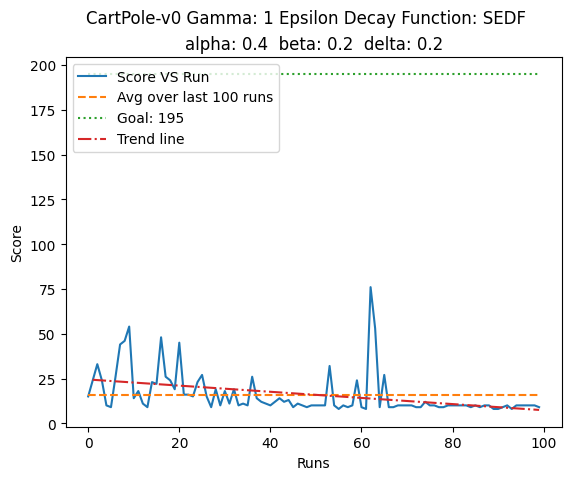 CartPole-v0 Gamma: 1 Epsilon Decay Function: SEDF
alpha: 0.4  beta: 0.2  delta: 0.2
Score VS Run
Avg over last 100 runs
Goal: 195
Trend line
200
175
150
125
100
75
50
25
0
Score
0 20 40 60 80 100
Runs